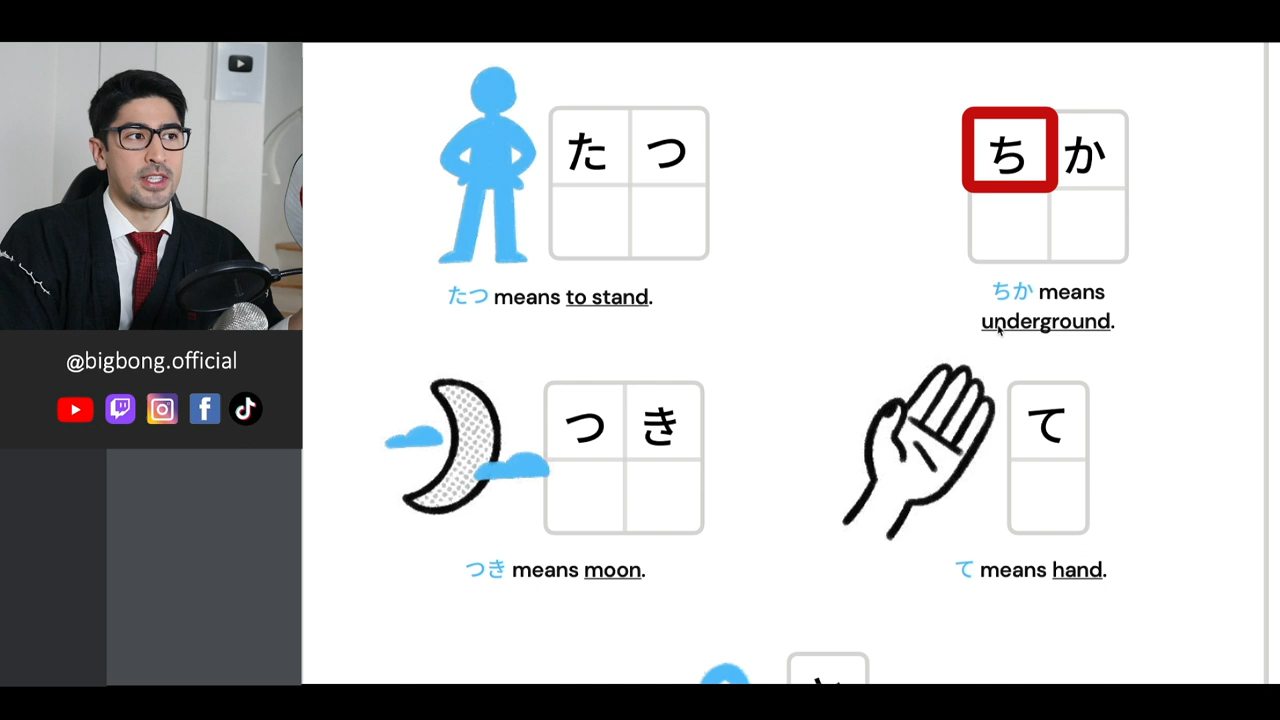 たつ
ちか
たつ means to stand.
ちか means
underground.
つき
て
つき means moon.
て means hand.
@bigbong.official